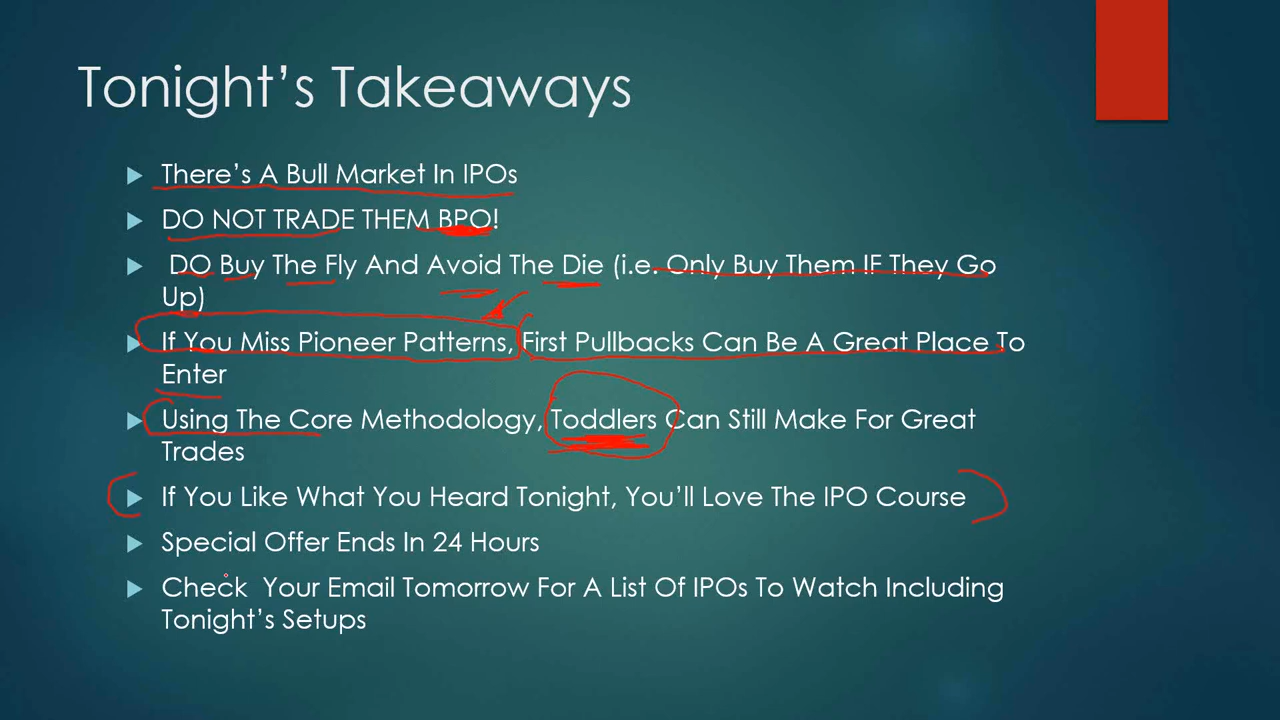 Tonight's Takeaways
There's A Bull Market In IPOs
DO NOT TRADE THEM BPO!
DO Buy The Fly And Avoid The Die (i.e. Only Buy Them IF They Go
Up)
If You Miss Pioneer Patterns, First Pullbacks Can Be A Great Place To
Enter
Using The Core Methodology, Toddlers Can Still Make For Great
Trades
If You Like What You Heard Tonight, You'll Love The IPO Course
Special Offer Ends In 24 Hours
Check Your Email Tomorrow For A List Of IPOs To Watch Including
Tonight's Setups